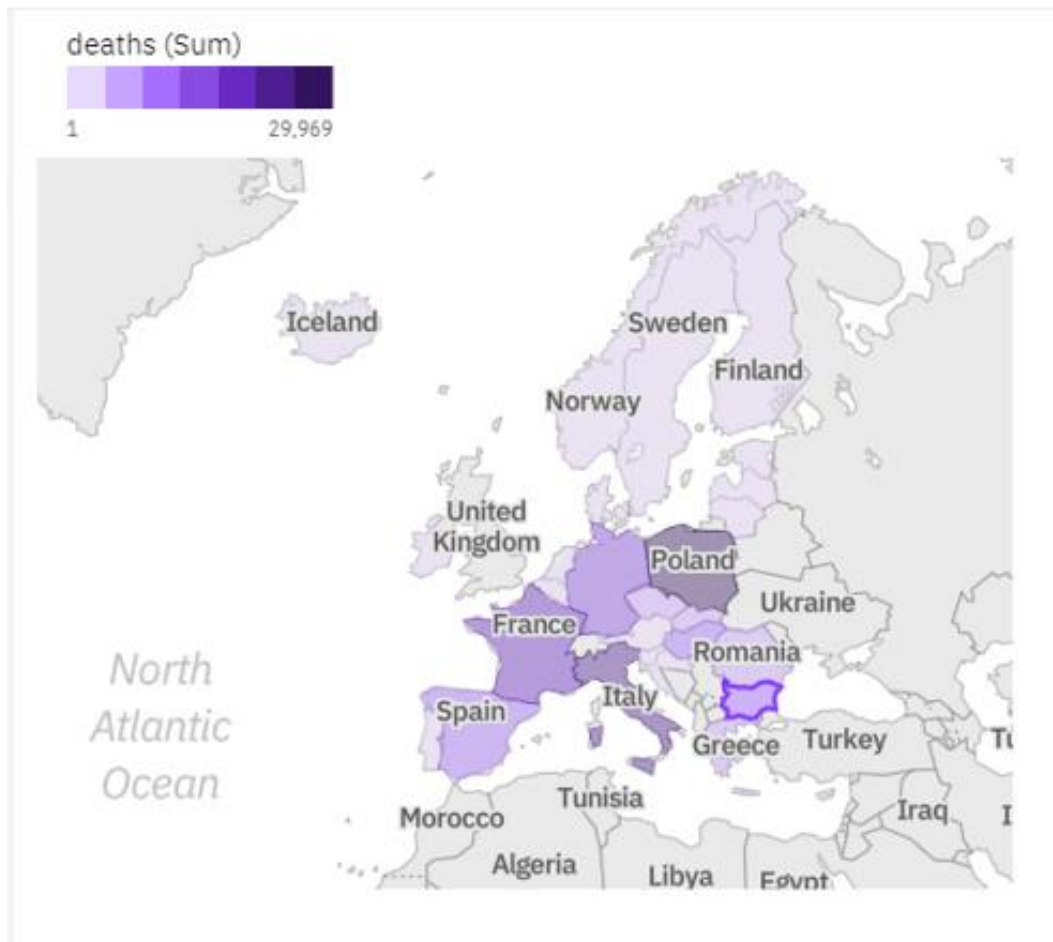 deaths (Sum)
1 29,969
Iceland
Sweden
Finland
Norway
United
Kingdom
Poland
Ukraine
France
Romania
North
Atlantic
Ocean
Italy
Spain
Greece
Turkey
Tu
Tunisia
Morocco
Iraq
I
Algeria
Libya
Egypt